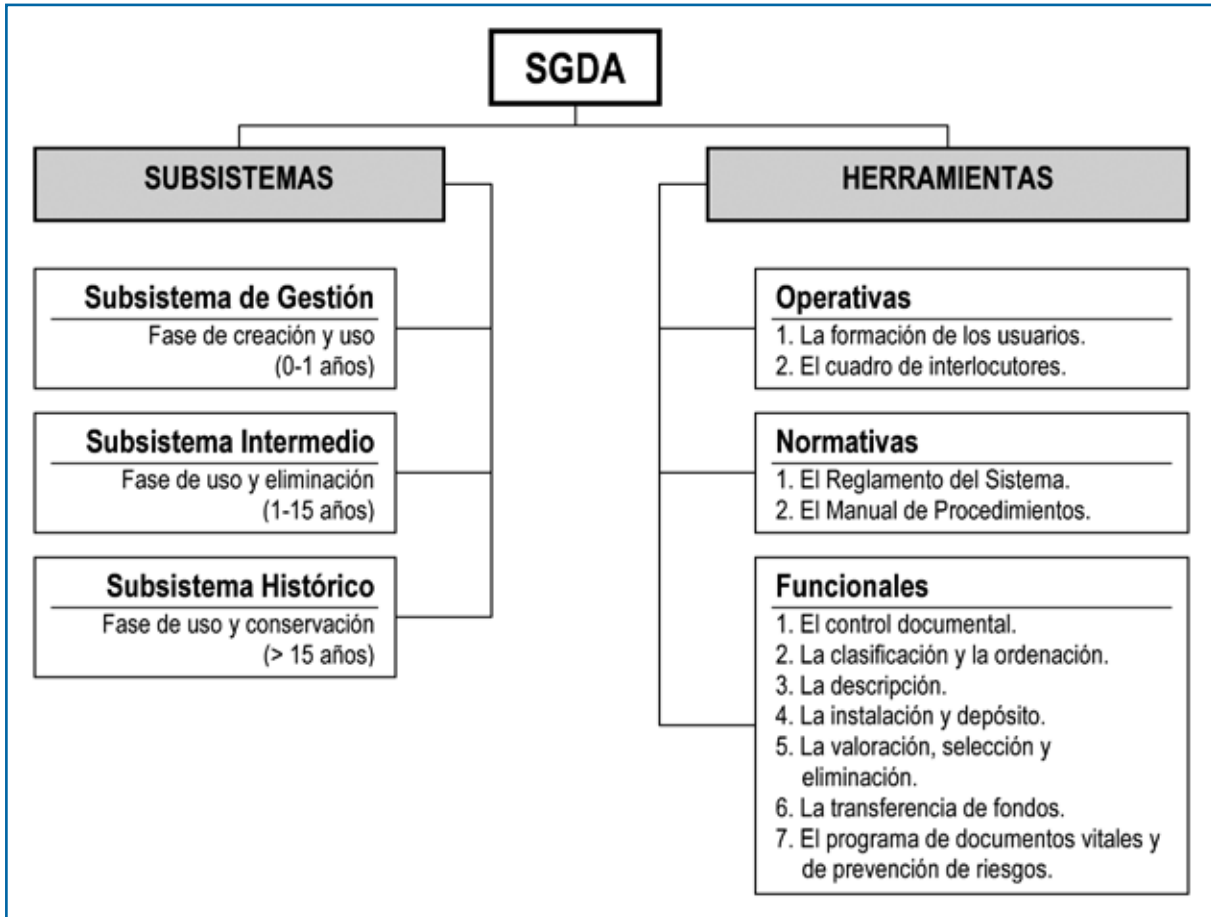 SGDA
SUBSISTEMAS
Subsistema de Gestión
Fase de creación y uso
(0-1 años)
Subsistema Intermedio
Fase de uso y eliminación
(1-15 años)
Subsistema Histórico
Fase de uso y conservación
(> 15 años)
HERRAMIENTAS
Operativas
1. La formación de los usuarios.
2. El cuadro de interlocutores.
Normativas
1. El Reglamento del Sistema.
2. El Manual de Procedimientos.
Funcionales
1. El control documental.
2. La clasificación y la ordenación.
3. La descripción.
4. La instalación y depósito.
5. La valoración, selección y
eliminación.
6. La transferencia de fondos.
7. El programa de documentos vitales y
de prevención de riesgos.